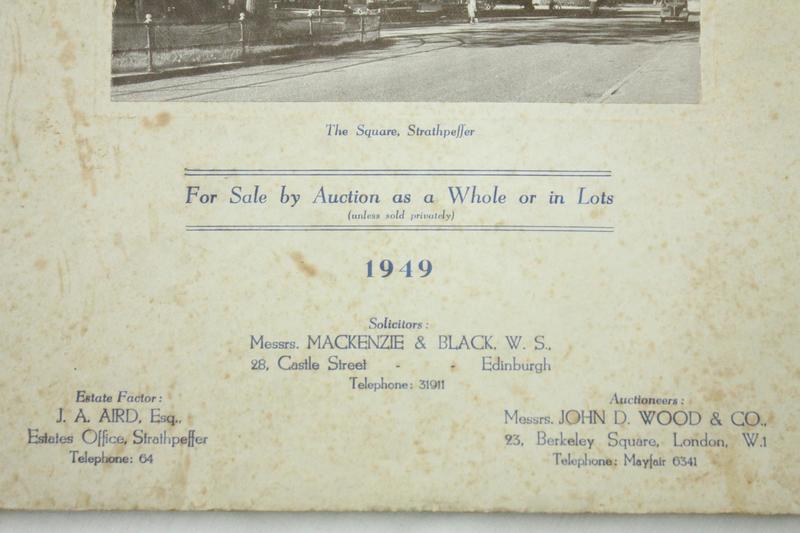 The Square, Strathpeffer
For Sale by Auction as a Whole or in Lots
(unless sold privately)
1949
Solicitors:
Messrs. MACKENZIE & BLACK, W. S.,
28, Castle Street - - Edinburgh
Telephone: 31911
Estate Factor:
J. A. AIRD, Esq.,
Estates Office, Strathpeffer
Telephone: 64
Auctioneers:
Messrs. JOHN D. WOOD & CO.,
23, Berkeley Square, London, W.1
Telephone: Mayfair 6341